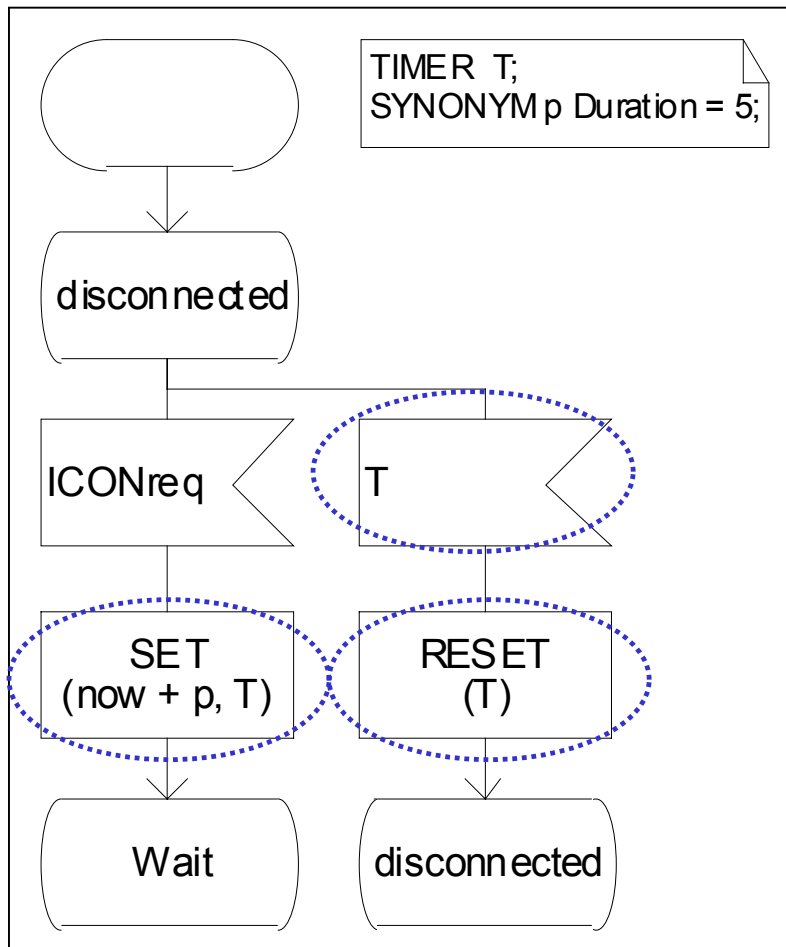 TIMER T;
SYNONYM p Duration = 5;
disconnected
ICONreq
T
SET
(now + p, T)
RESET
(T)
Wait
disconnected